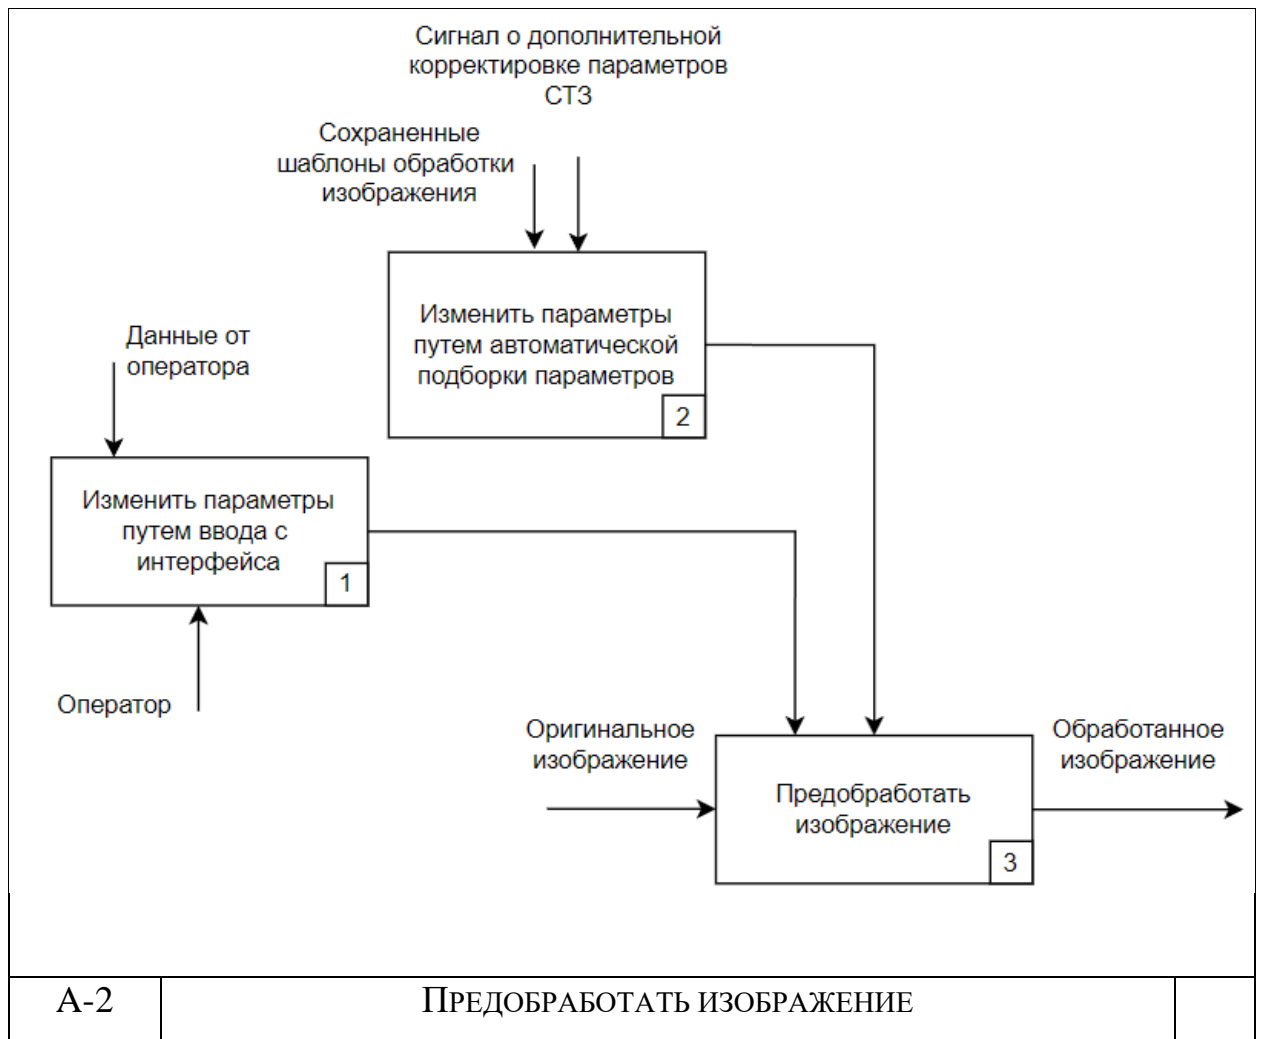 Сигнал о дополнительной
корректировке параметров
СТЗ
Сохраненные
шаблоны обработки
изображения
Изменить параметры
путем автоматической
подборки параметров
2
Данные от
оператора
Изменить параметры
путем ввода с
интерфейса
1
Оператор
Оригинальное
изображение
Предобработать
изображение
3
Обработанное
изображение
А-2
ПРЕДОБРАБОТАТЬ ИЗОБРАЖЕНИЕ